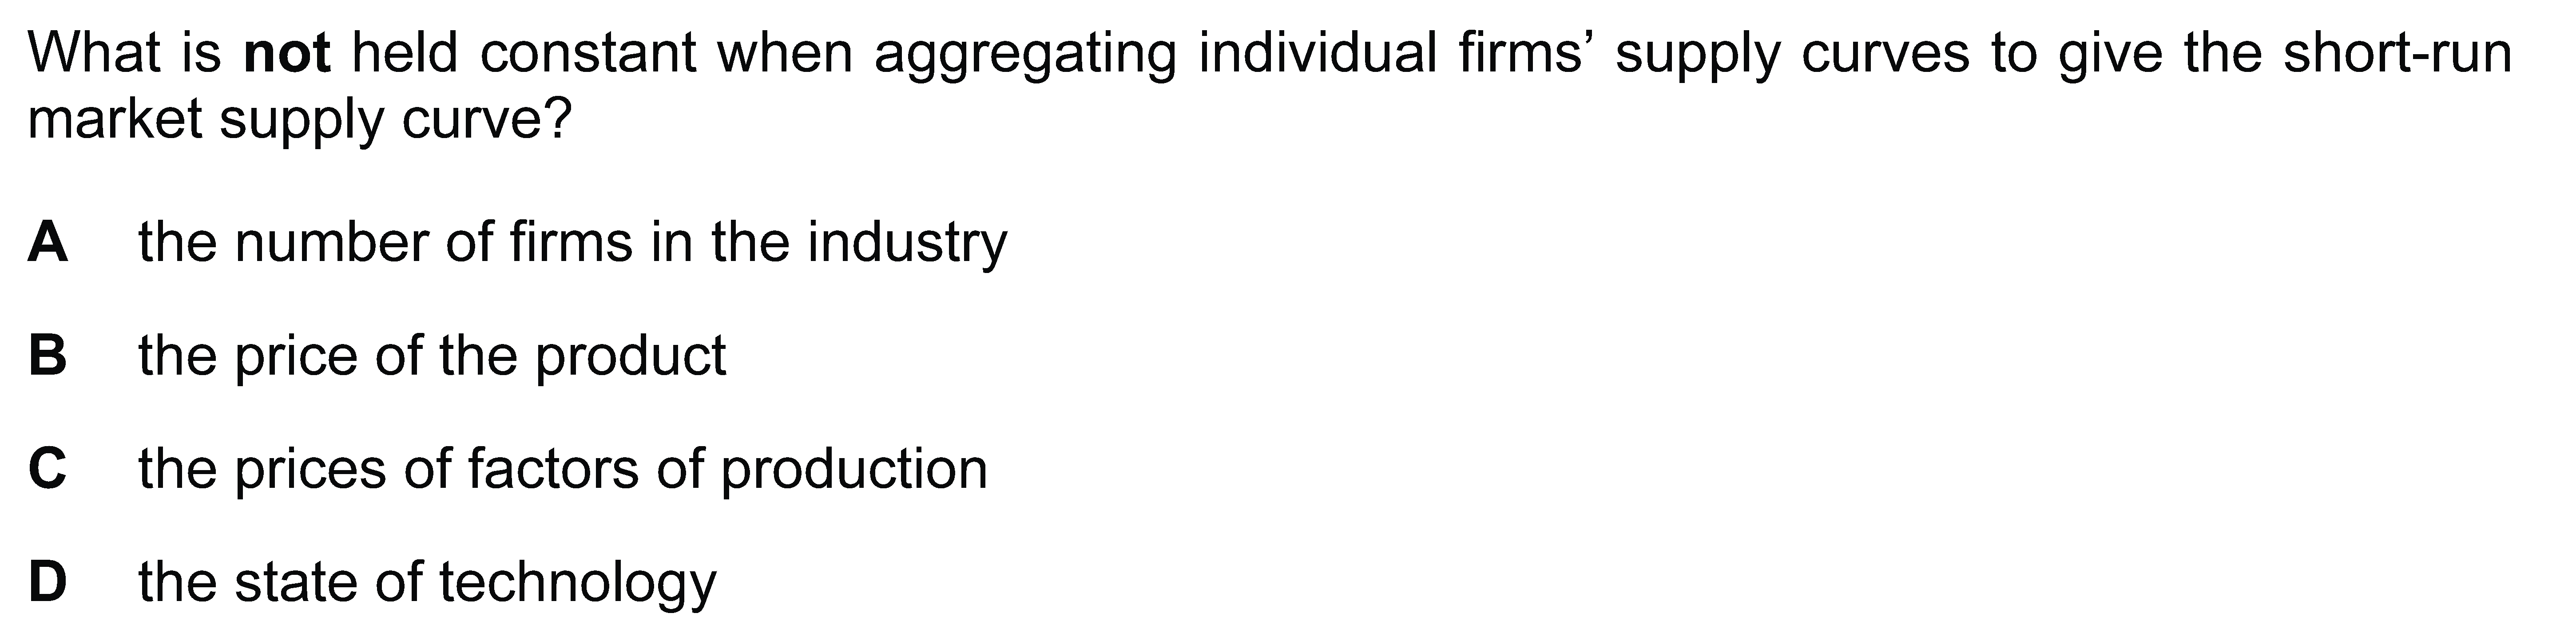 What is not held constant when aggregating individual firms’ supply curves to give the short-run
market supply curve?
A the number of firms in the industry
B the price of the product
C the prices of factors of production
D the state of technology